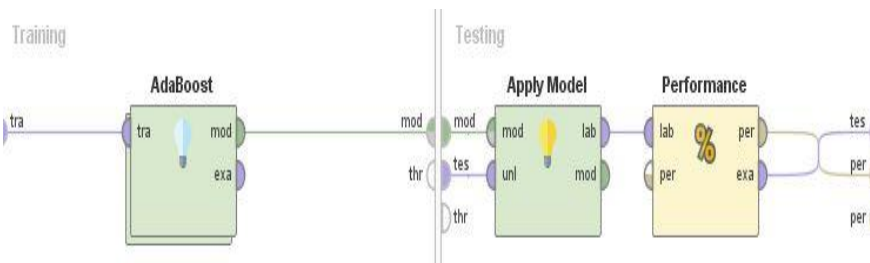 Training
Testing
AdaBoost
Apply Model
Performance
tra
tra
mod
exa
mod
thr
mod
tes
thr
mod
unl
lab
mod
lab
per
per
exa
%
tes
per
per